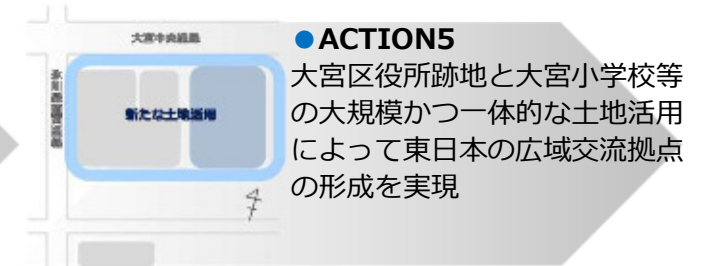 大宮中央通線
新たな土地活用
●ACTION5
大宮区役所跡地と大宮小学校等
の大規模かつ一体的な土地活用
によって東日本の広域交流拠点
の形成を実現